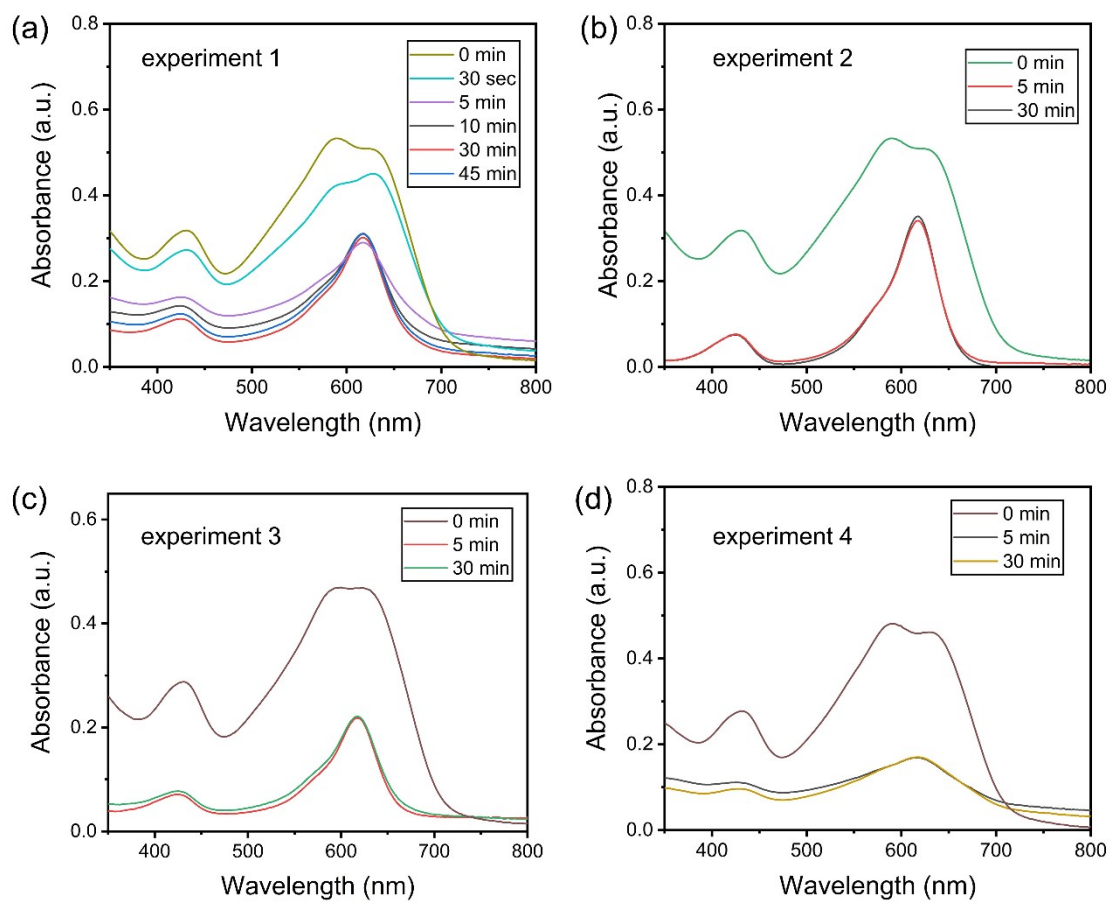 (a)
experiment 1
0 min
30 sec
5 min
10 min
30 min
45 min
Absorbance (a.u.)
0.8
0.6
0.4
0.2
0.0
400 500 600 700 800
Wavelength (nm)
(b)
experiment 2
0 min
5 min
30 min
Absorbance (a.u.)
0.8
0.6
0.4
0.2
0.0
400 500 600 700 800
Wavelength (nm)
(c)
experiment 3
0 min
5 min
30 min
Absorbance (a.u.)
0.6
0.4
0.2
0.0
400 500 600 700 800
Wavelength (nm)
(d)
experiment 4
0 min
5 min
30 min
Absorbance (a.u.)
0.8
0.6
0.4
0.2
0.0
400 500 600 700 800
Wavelength (nm)